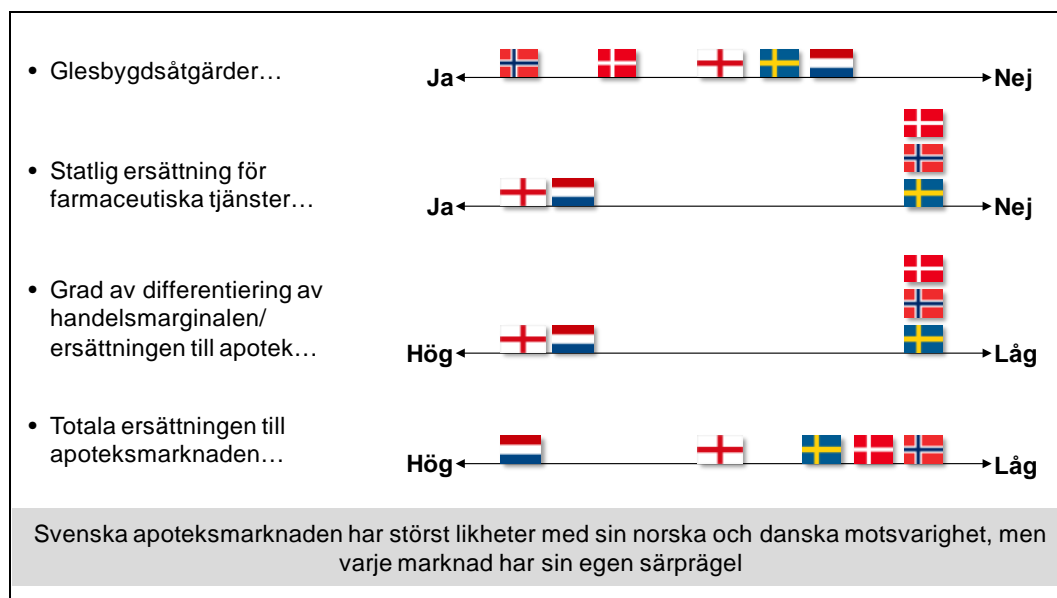 • Glesbygdsåtgärder…
Ja
Nej
• Statlig ersättning för
farmaceutiska tjänster…
Ja
Nej
• Grad av differentiering av
handelsmarginalen/
ersättningen till apotek…
Hög
Låg
• Totala ersättningen till
apoteksmarknaden…
Hög
Låg
Svenska apoteksmarknaden har störst likheter med sin norska och danska motsvarighet, men
varje marknad har sin egen särprägel